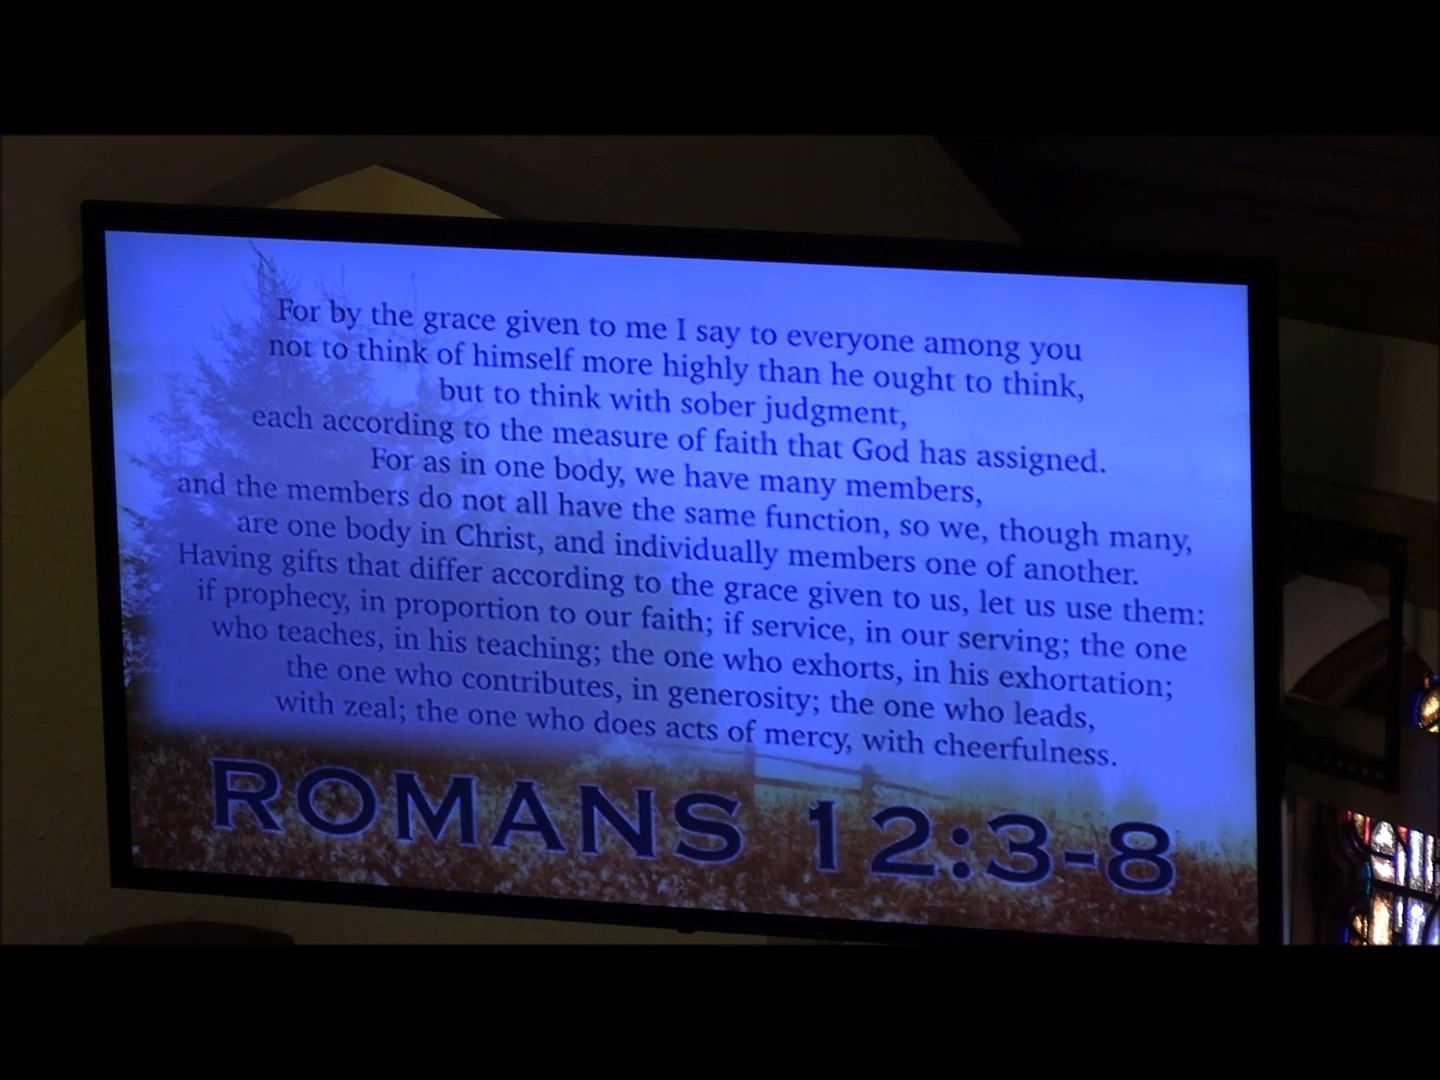 For by the grace given to me I say to everyone among you
not to think of himself more highly than he ought to think,
but to think with sober judgment,
each according to the measure of faith that God has assigned.
For as in one body, we have many members,
and the members do not all have the same function, so we, though many,
are one body in Christ, and individually members one of another.
Having gifts that differ according to the grace given to us, let us use them:
if prophecy, in proportion to our faith; if service, in our serving; the one
who teaches, in his teaching; the one who exhorts, in his exhortation;
the one who contributes, in generosity; the one who leads,
with zeal; the one who does acts of mercy, with cheerfulness.
ROMANS 12:3-8